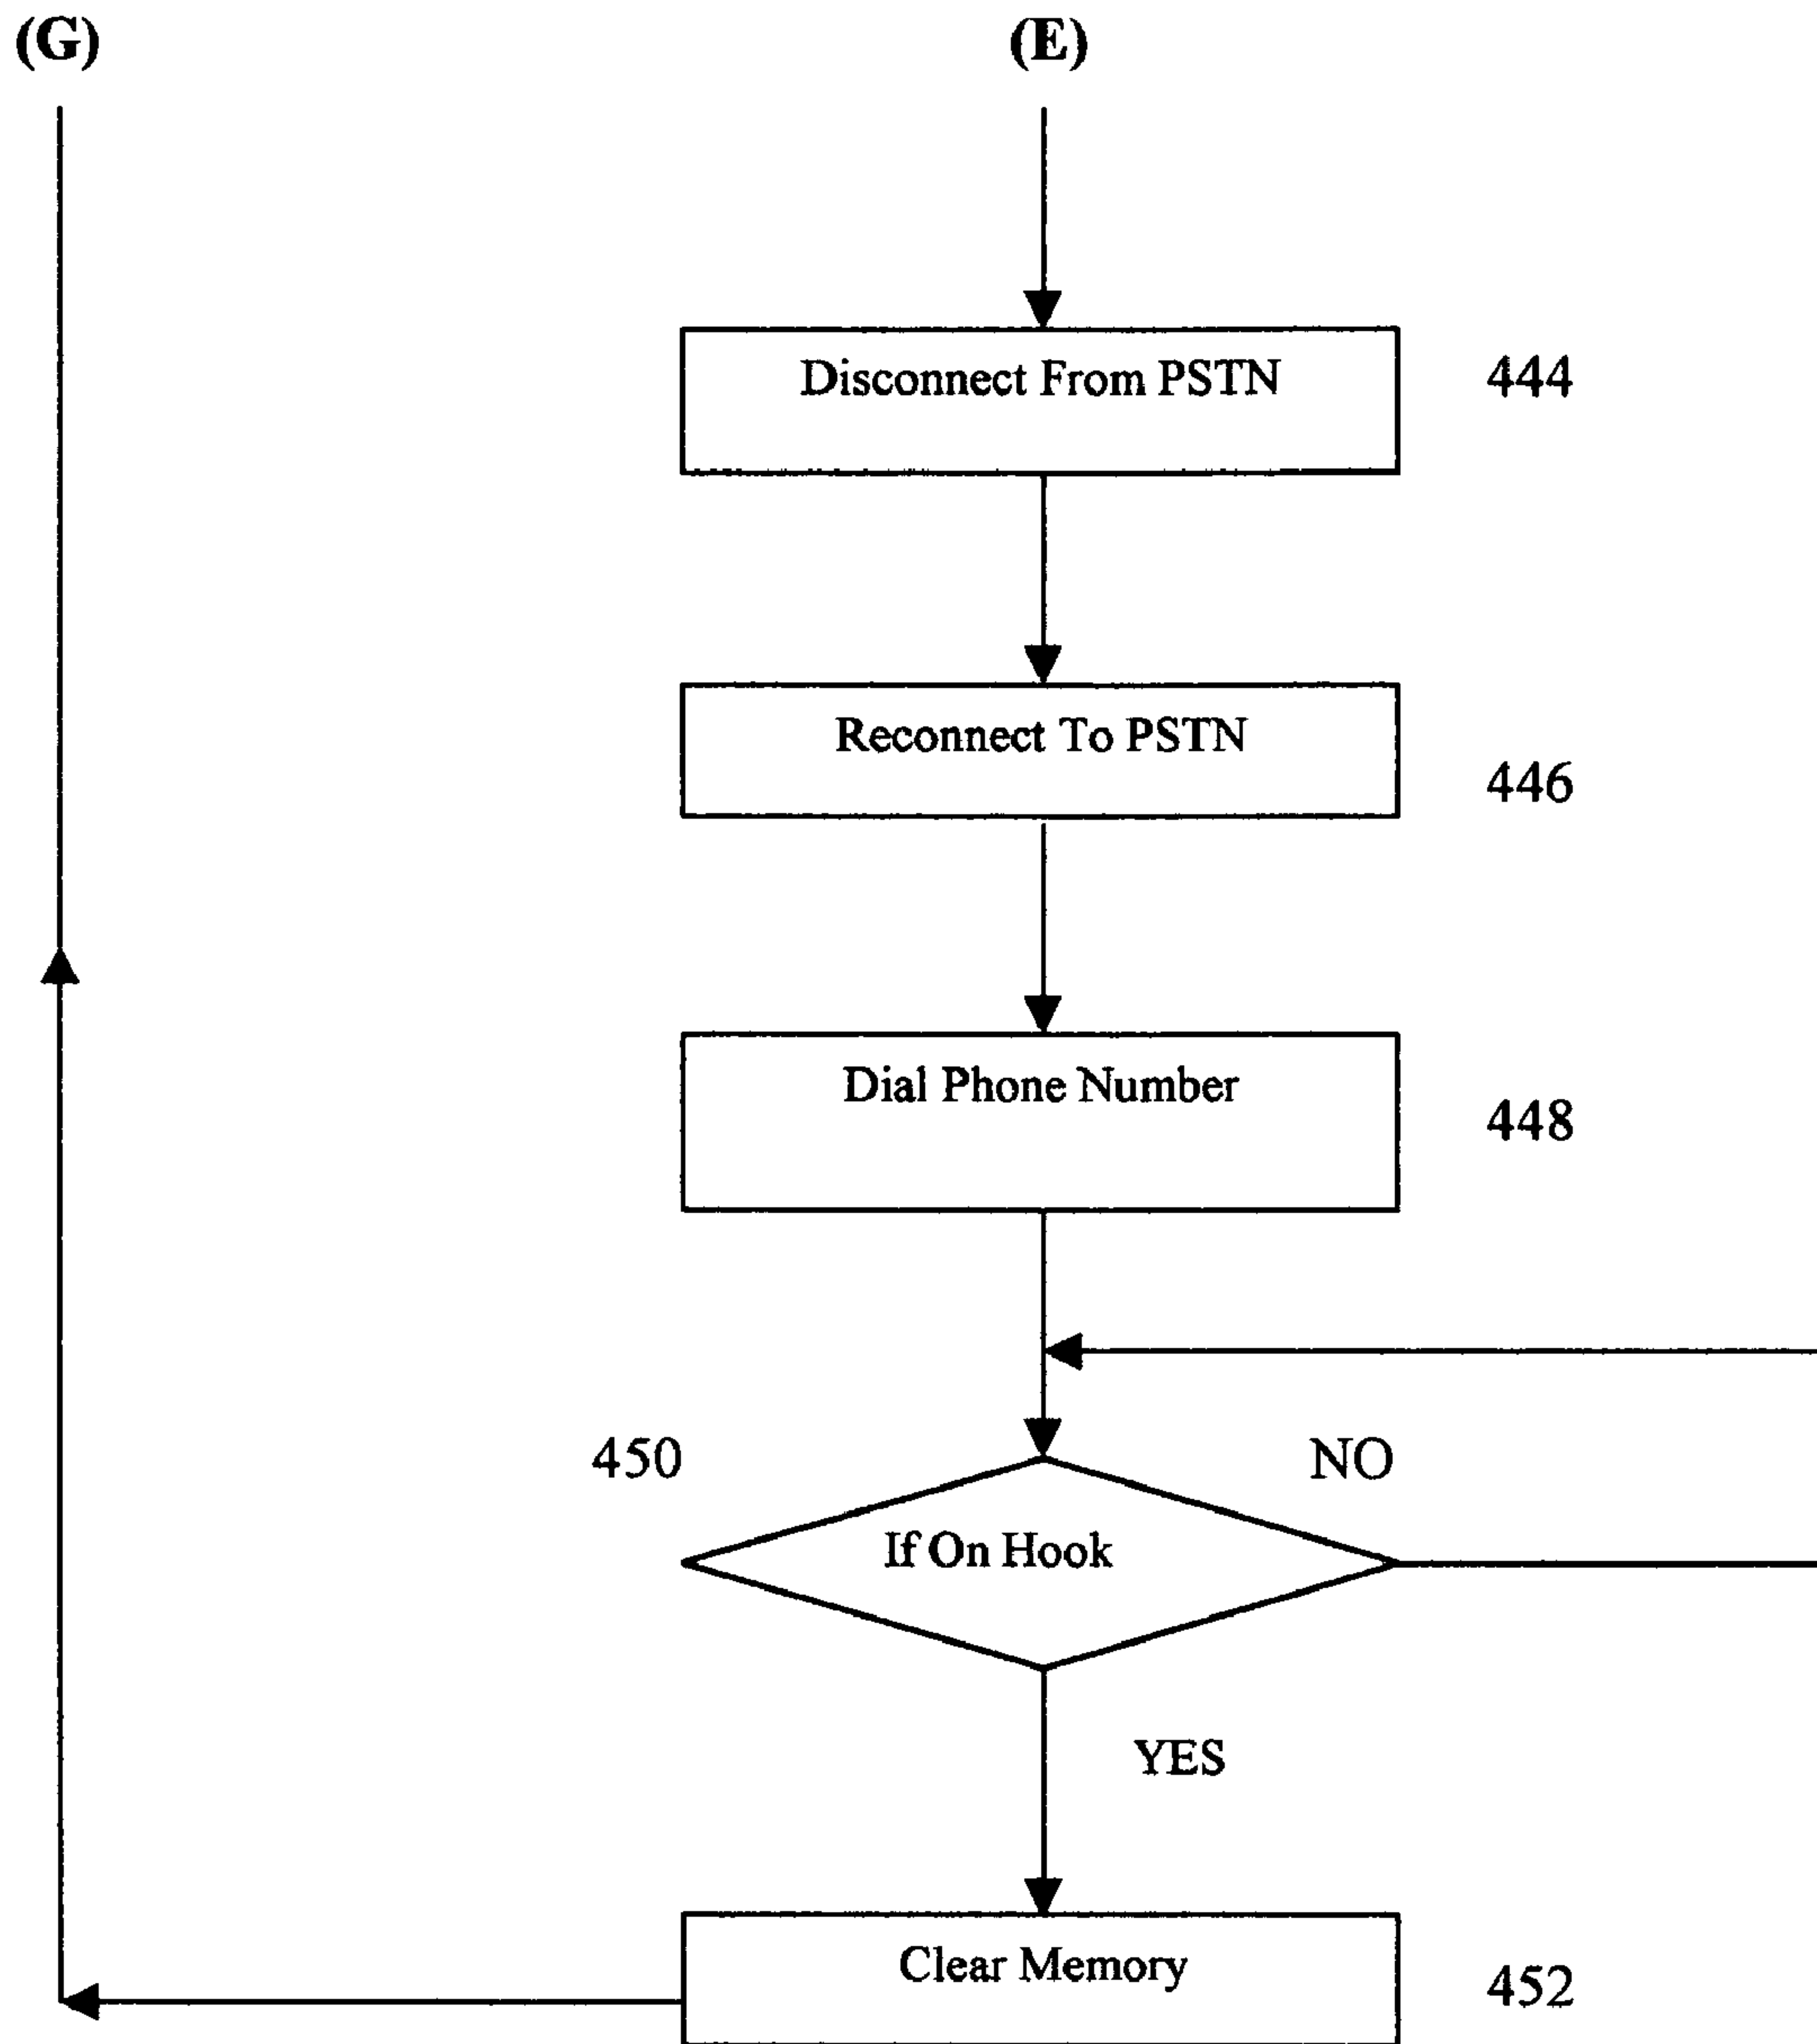 (G)
(E)
Disconnect From PSTN
444
Reconnect To PSTN
446
Dial Phone Number
448
450
NO
If On Hook
YES
Clear Memory
452